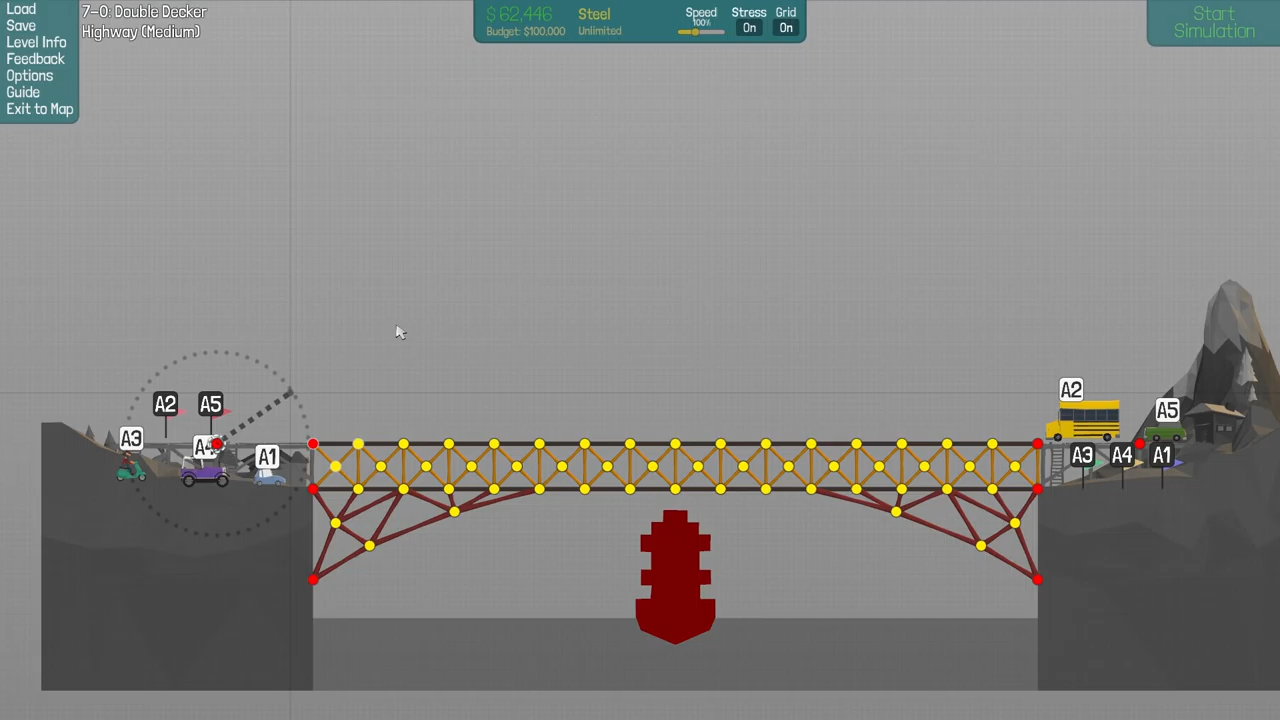 Load
Save
Level Info
Feedback
Options
Guide
Exit to Map
7-0: Double Decker
Highway (Medium)
$ 62,446
Budget: $100,000
Steel
Unlimited
Speed
100%
Stress
On
Grid
On
Start
Simulation
A2
A5
A3
A1
A2
A5
A3
A4
A1